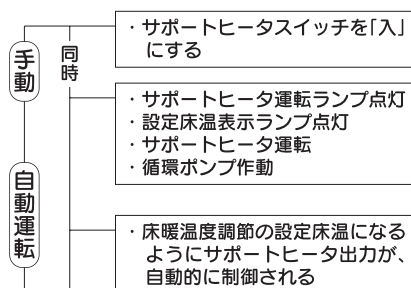 手動
同時
・サポートヒータスイッチを「入」
にする
・サポートヒータ運転ランプ点灯
・設定床温表示ランプ点灯
・サポートヒータ運転
・循環ポンプ作動
自動運転
・床暖温度調節の設定床温になる
ようにサポートヒータ出力が、
自動的に制御される